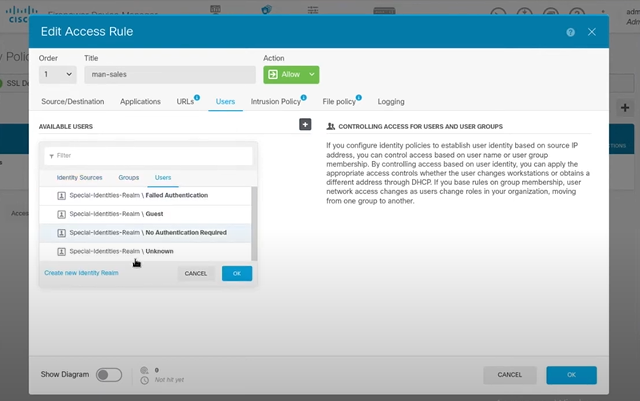 CISCO
Edit Access Rule
Order
Title
Action
1
man-sales
Allow
Source/Destination
Applications
URLs
Users
Intrusion Policy
File policy
Logging
AVAILABLE USERS
CONTROLLING ACCESS FOR USERS AND USER GROUPS
Filter
Identity Sources
Groups
Users
Special-Identities-Realm \ Failed Authentication
Special-Identities-Realm \ Guest
Special-Identities-Realm \ No Authentication Required
Special-Identities-Realm \ Unknown
Create new Identity Realm
CANCEL
OK
If you configure identity policies to establish user identity based on source IP
address, you can control access based on user name or user group
membership. By controlling access based on user identity, you can apply the
appropriate access controls whether the user changes workstations or obtains a
different address through DHCP. If you base rules on group membership, user
network access changes as users change roles in your organization, moving
from one group to another.
Show Diagram
0
Not hit yet
CANCEL
OK